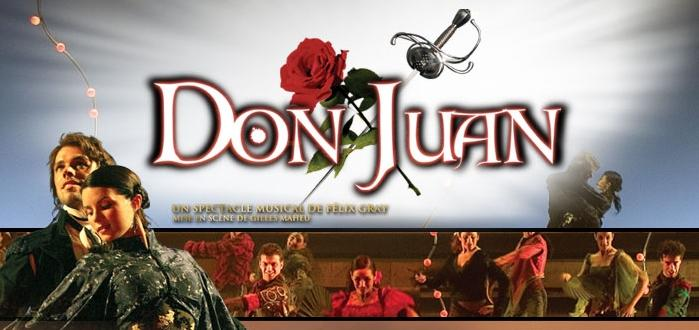 DON JUAN
UN SPECTACLE MUSICAL DE FÉLIX GRAY
MISE EN SCÈNE DE GILLES MAHEU